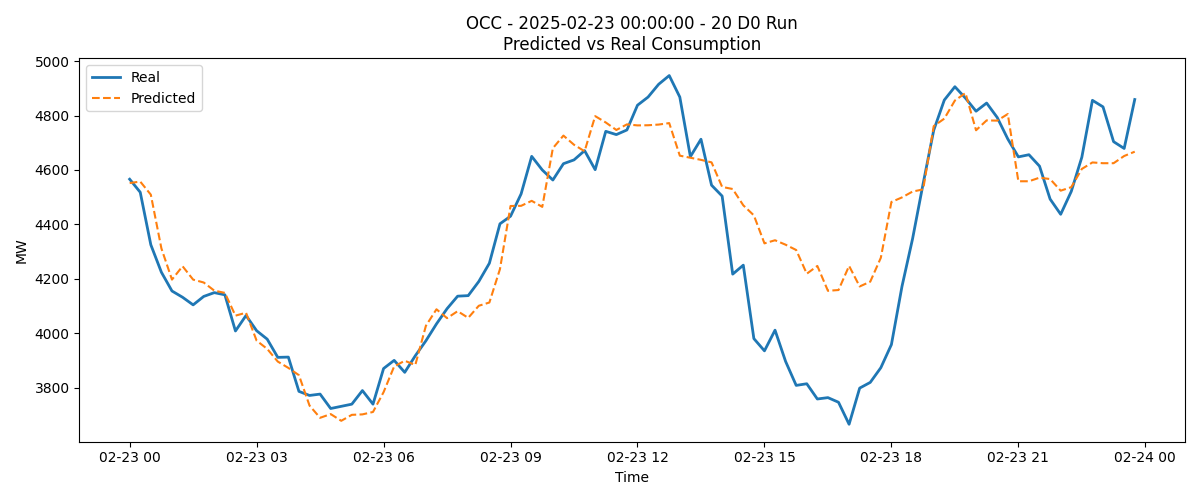 OCC - 2025-02-23 00:00:00 - 20 D0 Run
Predicted vs Real Consumption
Real
Predicted
5000
4800
4600
4400
4200
4000
3800
MW
02-23 00
02-23 03
02-23 06
02-23 09
02-23 12
02-23 15
02-23 18
02-23 21
02-24 00
Time